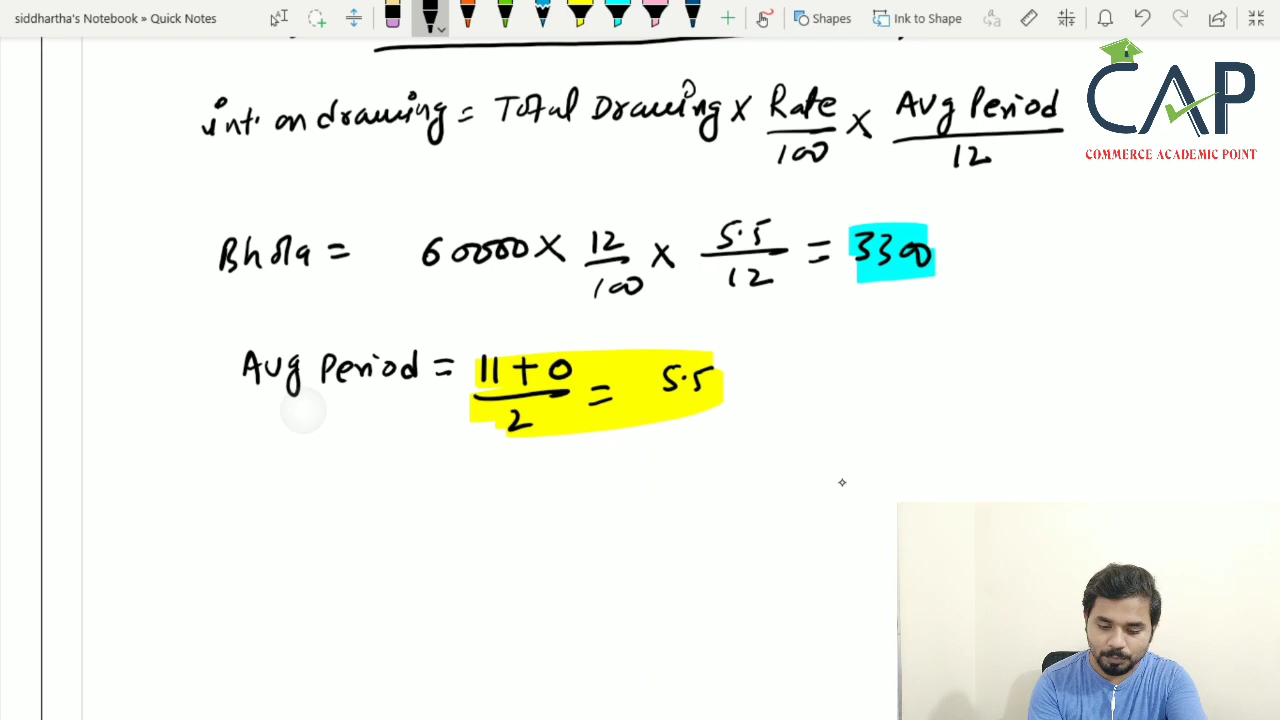 siddhartha's Notebook » Quick Notes
Shapes
Ink to Shape
CAP
COMMERCE ACADEMIC POINT
int. on drawing = Total Drawing × Rate/100 × Avg Period/12
Bhola = 60000 × 12/100 × 5.5/12 = 3300
Avg Period = 11 + 0/2 = 5.5